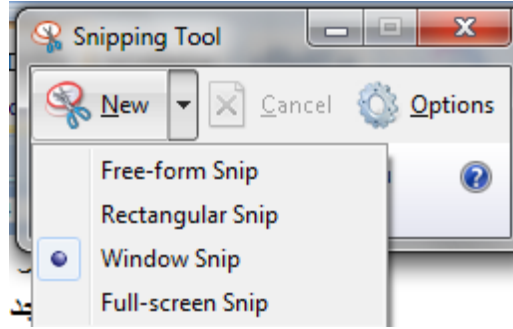 Snipping Tool
New Cancel Options
Free-form Snip
Rectangular Snip
Window Snip
Full-screen Snip